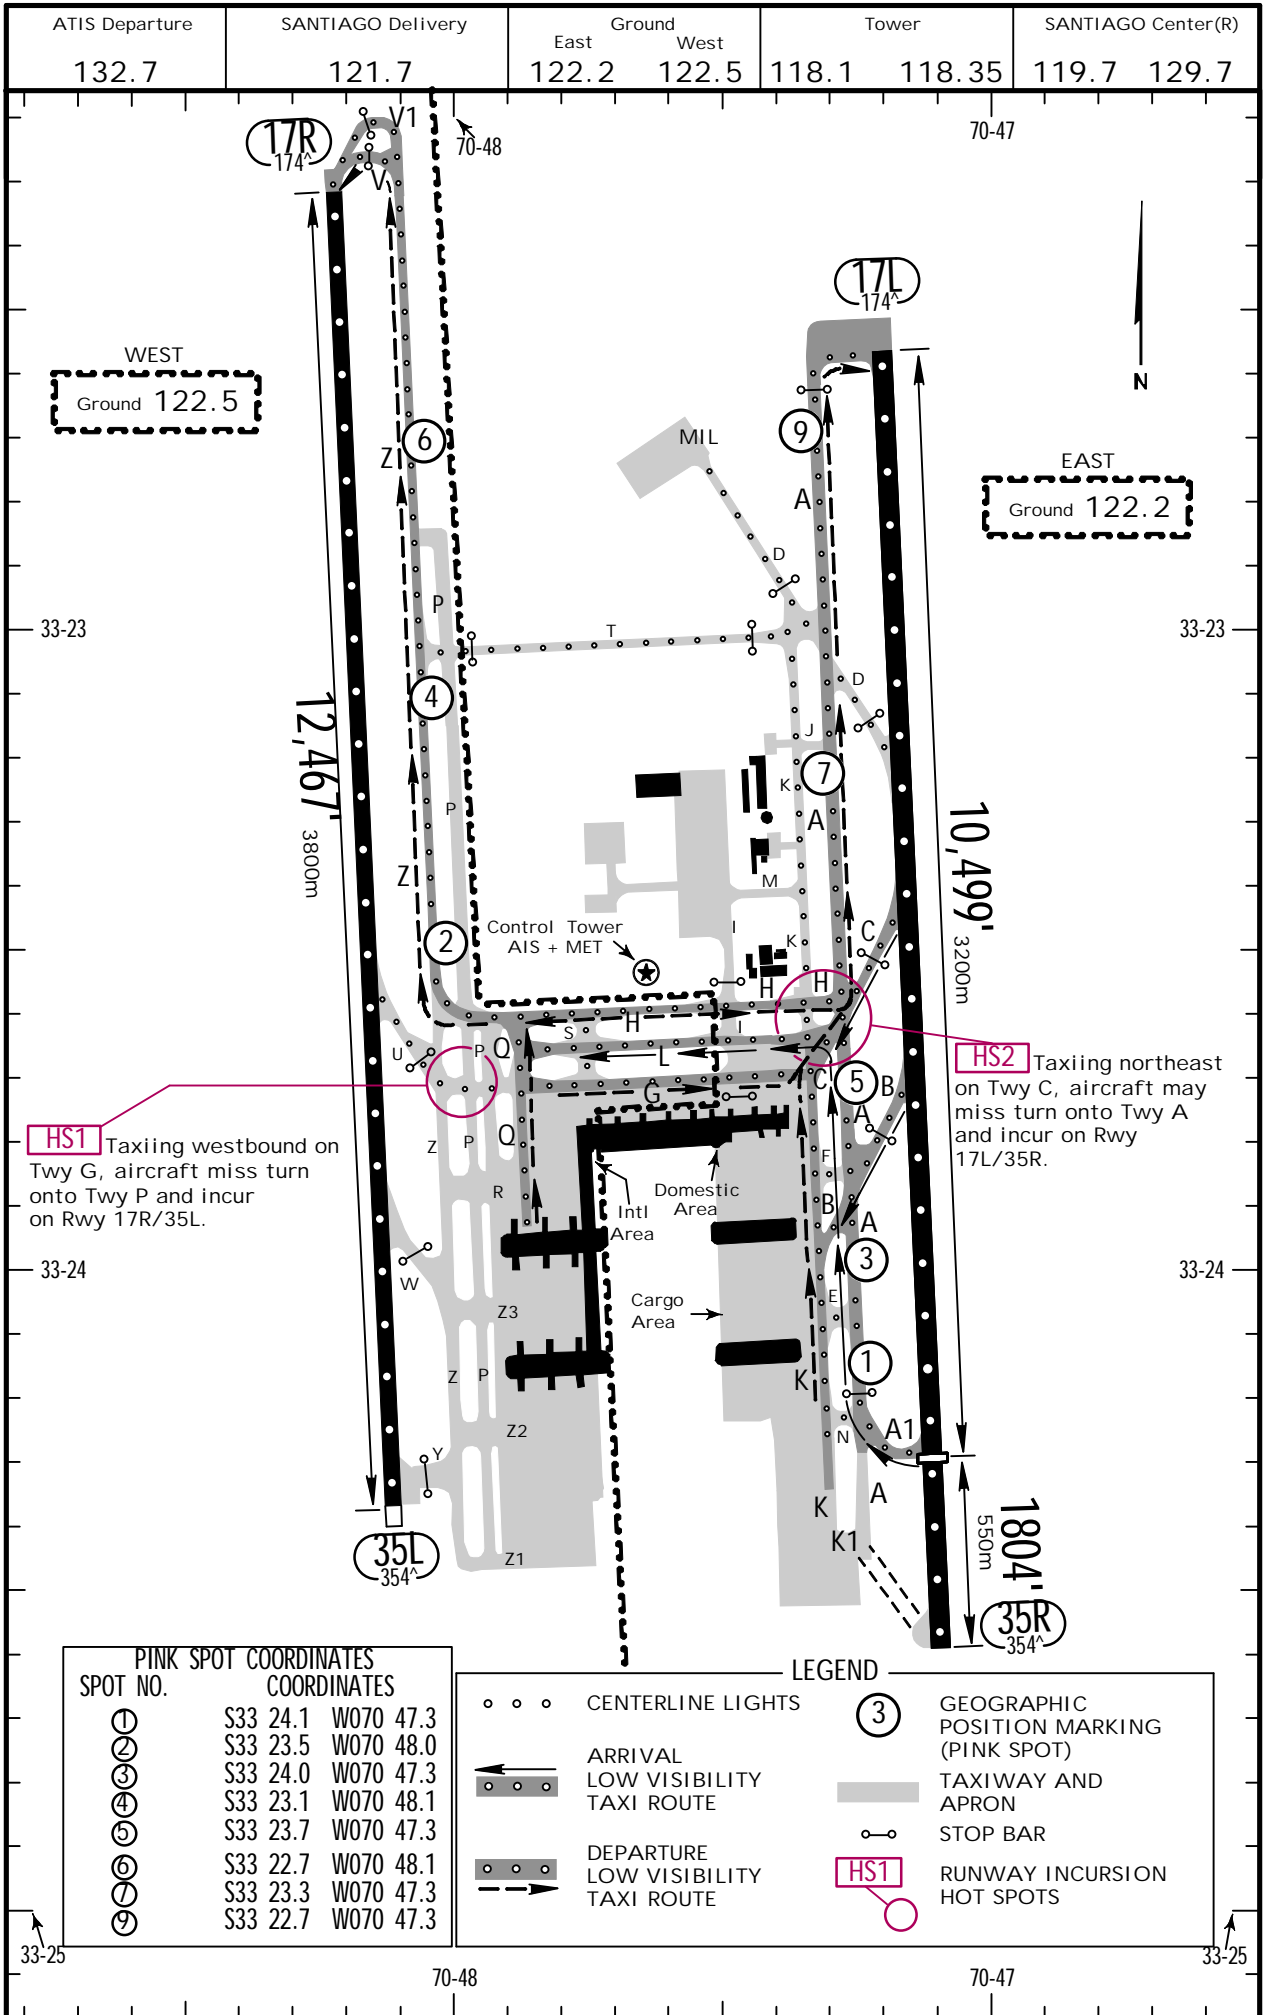 ATIS Departure
132.7
SANTIAGO Delivery
121.7
Ground
East West
122.2 122.5
Tower
118.1 118.35
SANTIAGO Center(R)
119.7 129.7
70-48
70-47
17R
174^
V1
V
17L
174^
N
WEST
Ground 122.5
EAST
Ground 122.2
6
Z
9
A
MIL
D
P
33-23
33-23
T
4
D
J
7
K
A
12,467'
3800m
P
Z
10,499'
3200m
M
2
Control Tower
AIS + MET
I
K
C
H
H
H
S
I
Q
L
U
P
G
C
5
B
A
HS1 Taxiing westbound on
Twy G, aircraft miss turn
onto Twy P and incur
on Rwy 17R/35L.
HS2 Taxiing northeast
on Twy C, aircraft may
miss turn onto Twy A
and incur on Rwy
17L/35R.
Z
P
Q
R
F
B
A
Intl
Area
Domestic
Area
3
33-24
33-24
W
Z3
Cargo
Area
E
1
Z
P
K
Z2
N
A1
Y
K
A
K1
Z1
1804'
550m
35L
354^
35R
354^
PINK SPOT COORDINATES
SPOT NO. COORDINATES
1 S33 24.1 W070 47.3
2 S33 23.5 W070 48.0
3 S33 24.0 W070 47.3
4 S33 23.1 W070 48.1
5 S33 23.7 W070 47.3
6 S33 22.7 W070 48.1
7 S33 23.3 W070 47.3
9 S33 22.7 W070 47.3
LEGEND
CENTERLINE LIGHTS
ARRIVAL
LOW VISIBILITY
TAXI ROUTE
DEPARTURE
LOW VISIBILITY
TAXI ROUTE
3
GEOGRAPHIC
POSITION MARKING
(PINK SPOT)
TAXIWAY AND
APRON
STOP BAR
HS1
RUNWAY INCURSION
HOT SPOTS
33-25
33-25
70-48
70-47